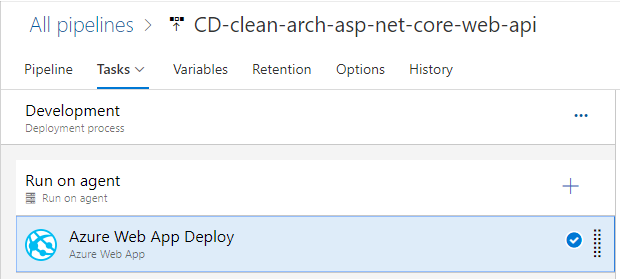 All pipelines > CD-clean-arch-asp-net-core-web-api
Pipeline Tasks Variables Retention Options History
Development
Deployment process
Run on agent
Run on agent
Azure Web App Deploy
Azure Web App